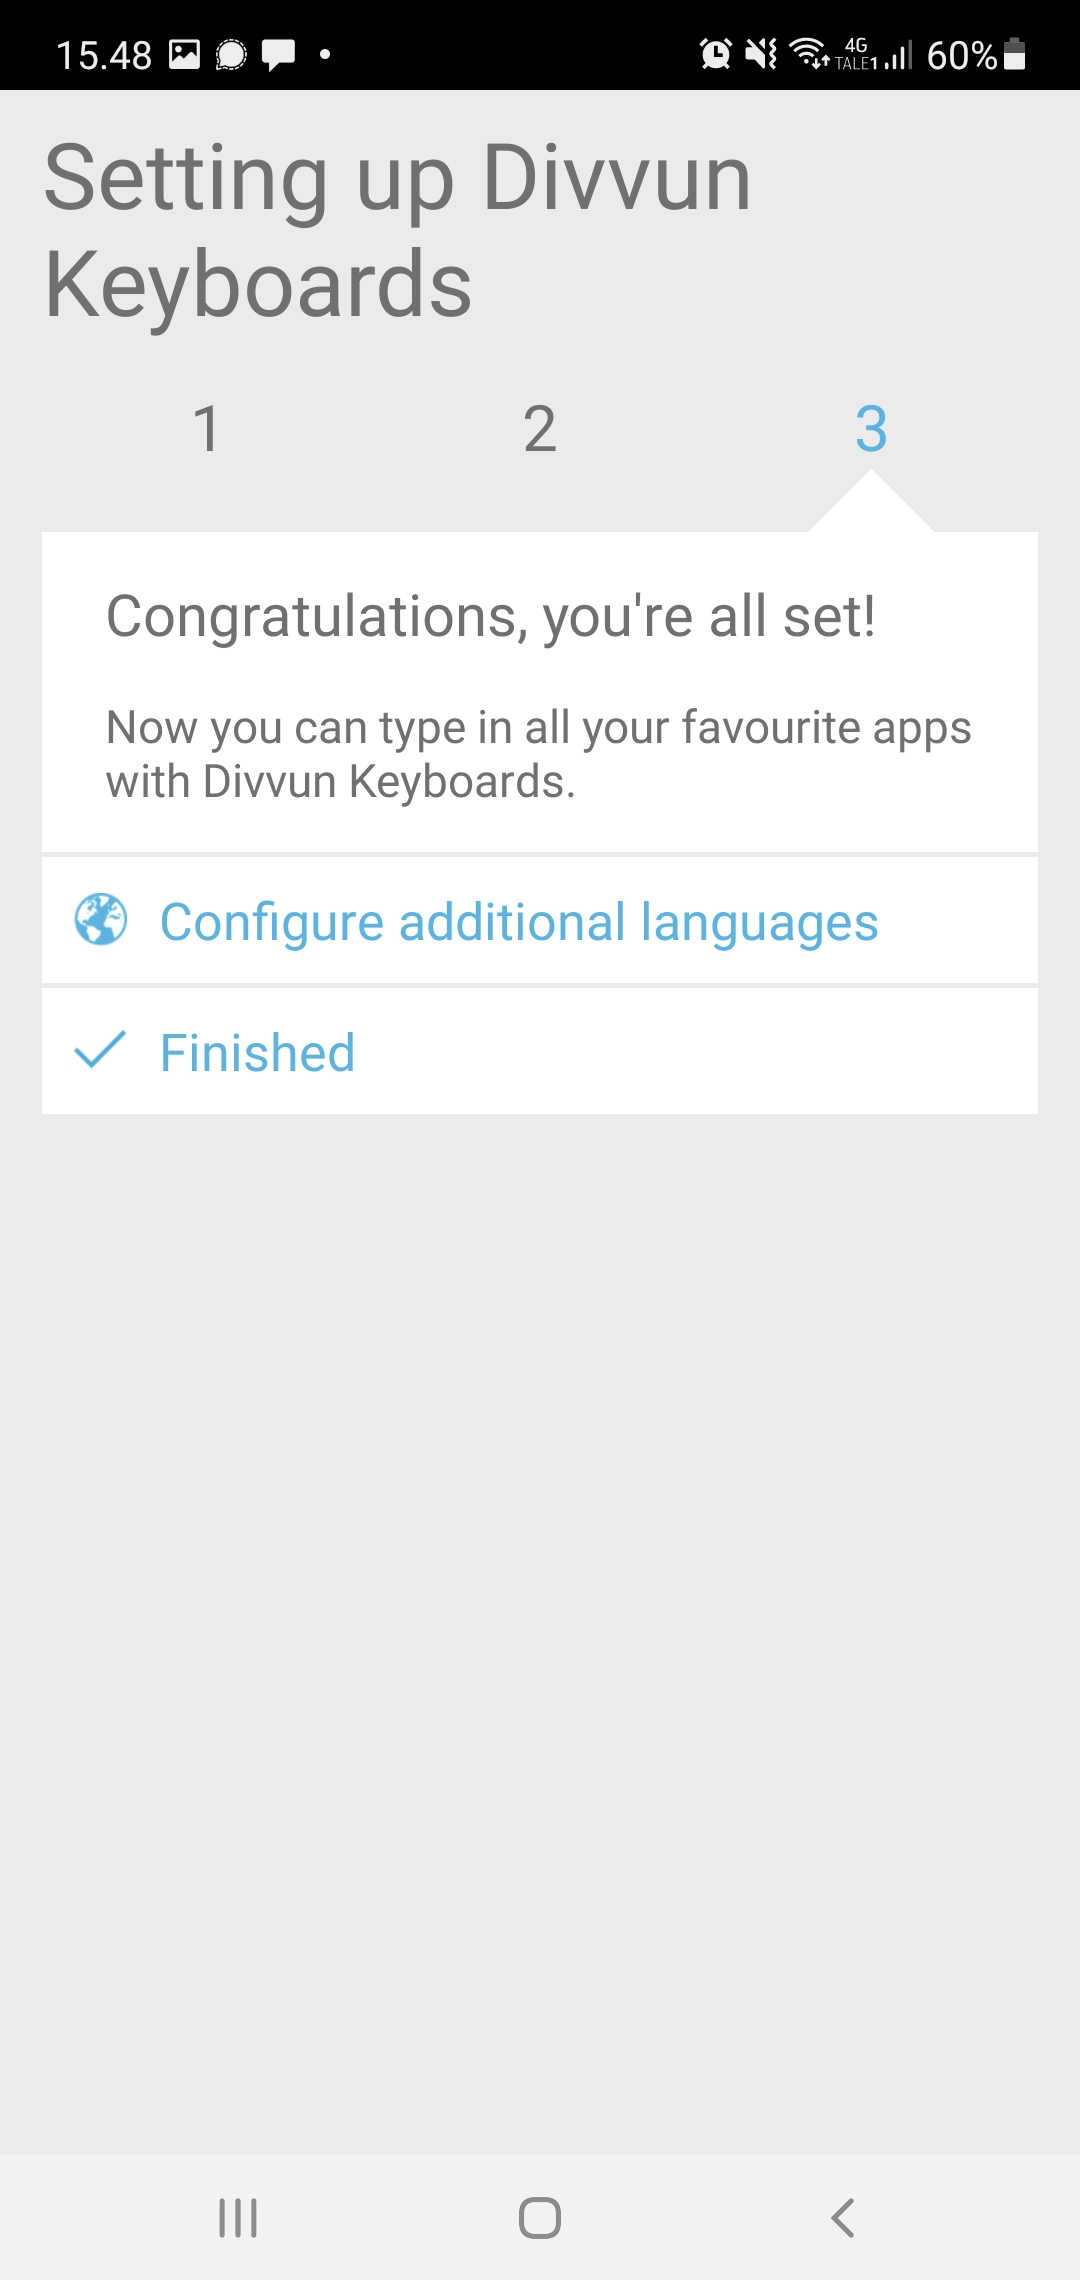 15.48
4G
TALE1
60%
Setting up Divvun
Keyboards
1 2 3
Congratulations, you're all set!
Now you can type in all your favourite apps
with Divvun Keyboards.
Configure additional languages
Finished